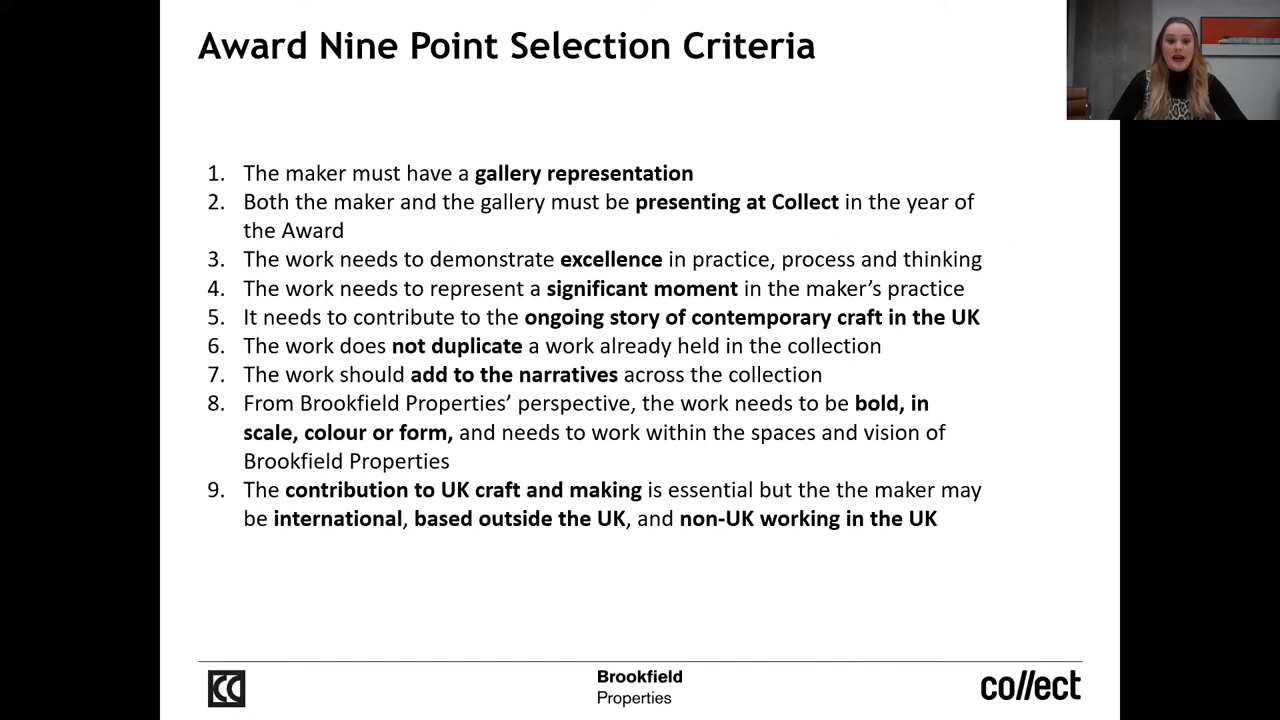 Award Nine Point Selection Criteria
1. The maker must have a gallery representation
2. Both the maker and the gallery must be presenting at Collect in the year of
the Award
3. The work needs to demonstrate excellence in practice, process and thinking
4. The work needs to represent a significant moment in the maker's practice
5. It needs to contribute to the ongoing story of contemporary craft in the UK
6. The work does not duplicate a work already held in the collection
7. The work should add to the narratives across the collection
8. From Brookfield Properties' perspective, the work needs to be bold, in
scale, colour or form, and needs to work within the spaces and vision of
Brookfield Properties
9. The contribution to UK craft and making is essential but the the maker may
be international, based outside the UK, and non-UK working in the UK
CC
Brookfield
Properties
collect